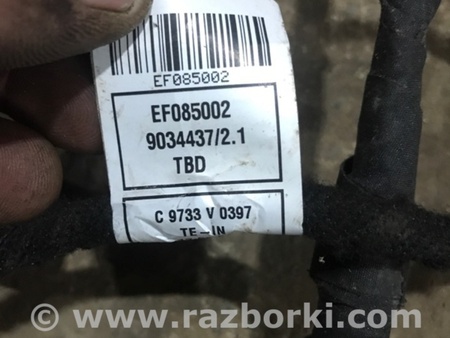 EF085002
EF085002
9034437/2.1
TBD
C 9733 V 0397
TE-IN
© www.razborki.com